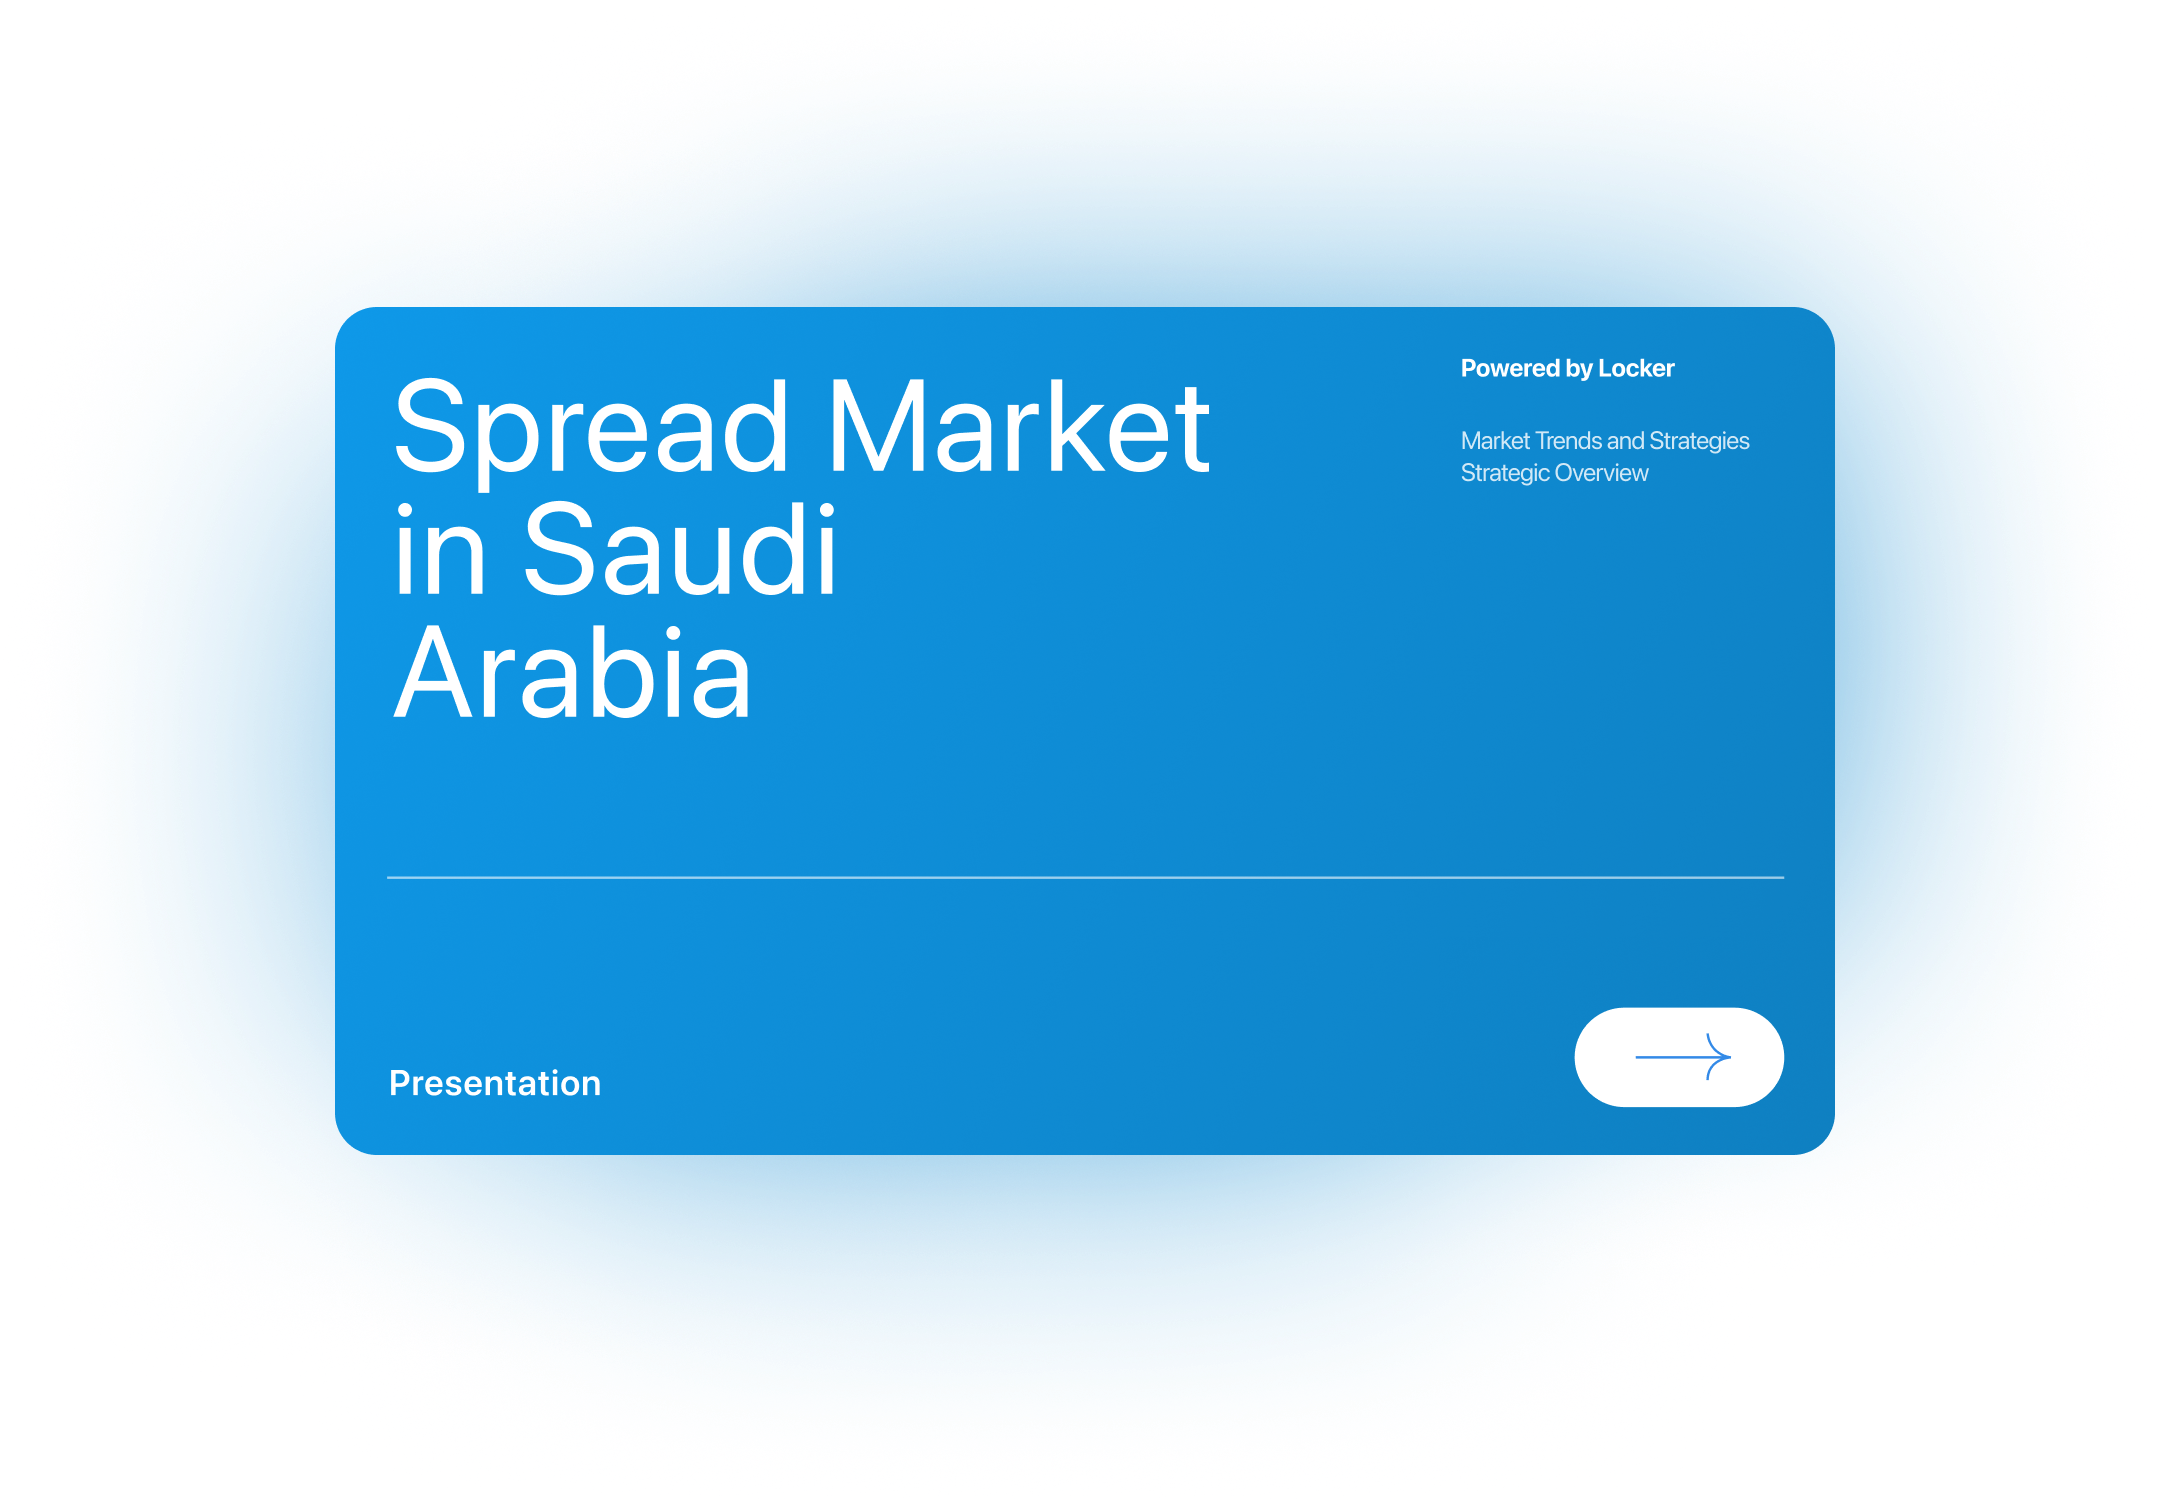 Spread Market
in Saudi
Arabia
Powered by Locker
Market Trends and Strategies
Strategic Overview
Presentation